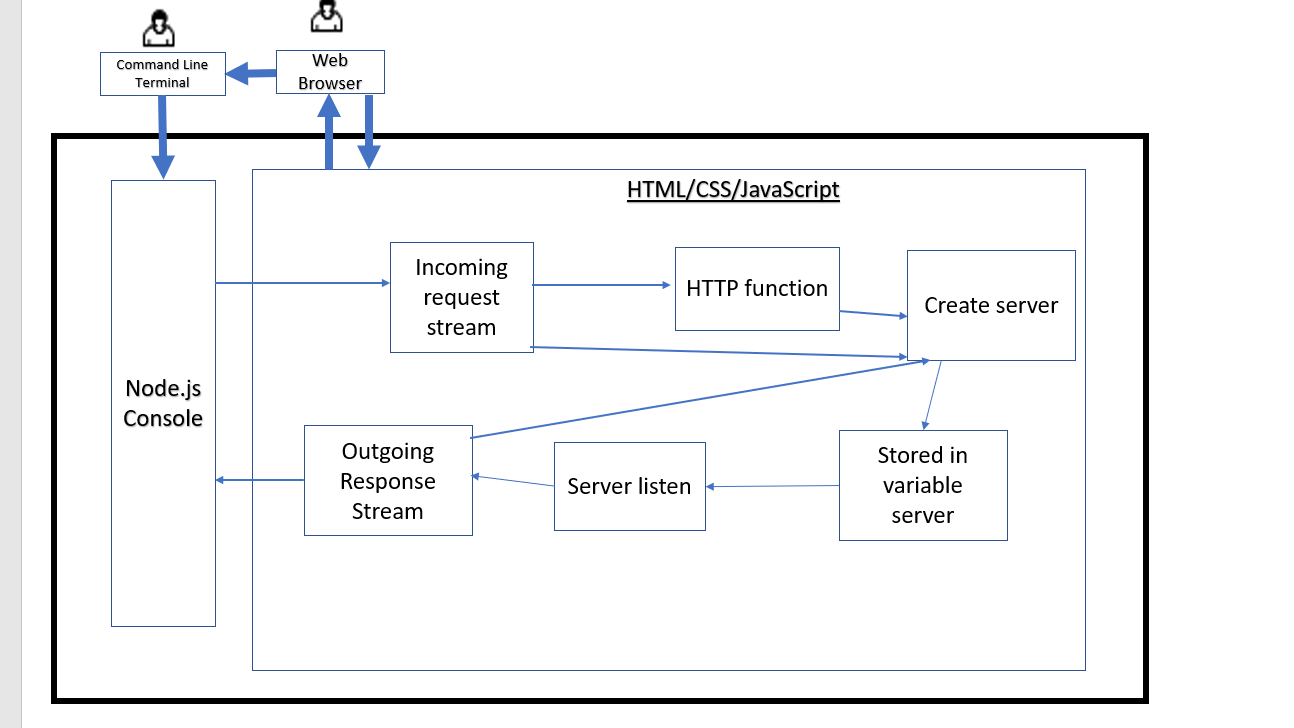 Command Line
Terminal
Web
Browser
HTML/CSS/JavaScript
Incoming
request
stream
HTTP function
Create server
Node.js
Console
Outgoing
Response
Stream
Server listen
Stored in
variable
server